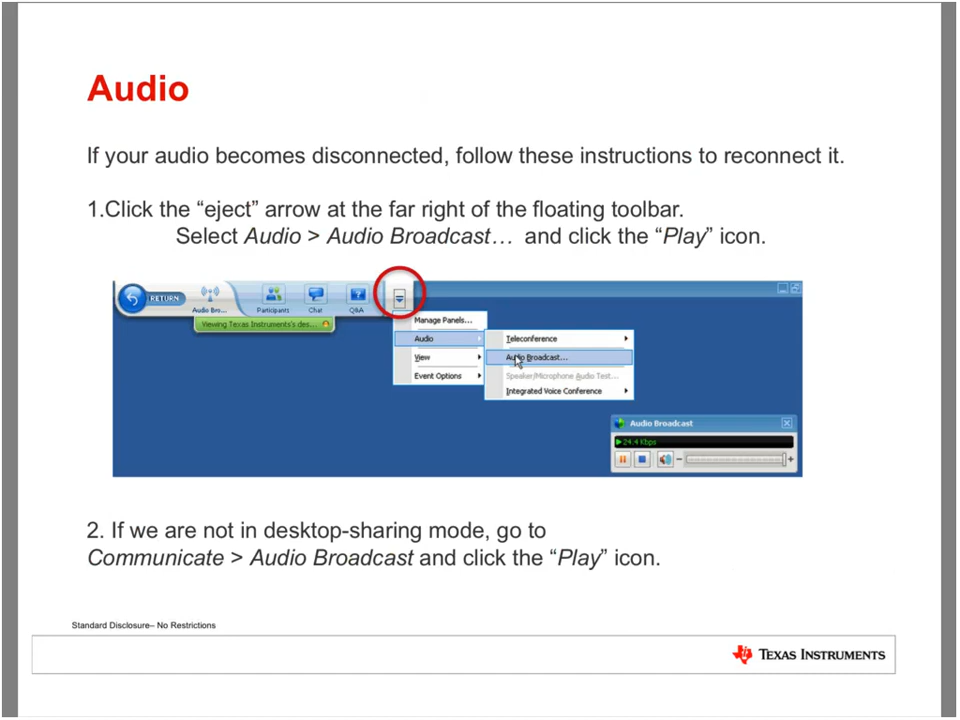 Audio
If your audio becomes disconnected, follow these instructions to reconnect it.
1.Click the “eject” arrow at the far right of the floating toolbar.
Select Audio > Audio Broadcast… and click the “Play” icon.
RETURN
Audio Bro...
Participants
Chat
Q&A
Viewing Texas Instruments's des...
Manage Panels...
Audio
View
Event Options
Teleconference
Audio Broadcast...
Speaker/Microphone Audio Test...
Integrated Voice Conference
Audio Broadcast
24.4 Kbps
2. If we are not in desktop-sharing mode, go to
Communicate > Audio Broadcast and click the “Play” icon.
Standard Disclosure– No Restrictions
TEXAS INSTRUMENTS